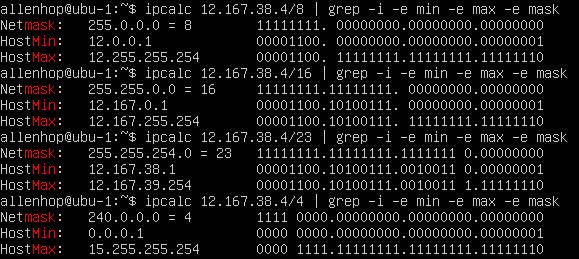 allenhop@ubu-1:~$ ipcalc 12.167.38.4/8 | grep -i -e min -e max -e mask
Netmask:   255.0.0.0 = 8        11111111. 00000000.00000000.00000000
HostMin:   12.0.0.1             00001100. 00000000.00000000.00000001
HostMax:   12.255.255.254       00001100. 11111111.11111111.11111110
allenhop@ubu-1:~$ ipcalc 12.167.38.4/16 | grep -i -e min -e max -e mask
Netmask:   255.255.0.0 = 16     11111111.11111111. 00000000.00000000
HostMin:   12.167.0.1           00001100.10100111. 00000000.00000001
HostMax:   12.167.255.254       00001100.10100111. 11111111.11111110
allenhop@ubu-1:~$ ipcalc 12.167.38.4/23 | grep -i -e min -e max -e mask
Netmask:   255.255.254.0 = 23   11111111.11111111.1111111 0.00000000
HostMin:   12.167.38.1          00001100.10100111.0010011 0.00000001
HostMax:   12.167.39.254        00001100.10100111.0010011 1.11111110
allenhop@ubu-1:~$ ipcalc 12.167.38.4/4 | grep -i -e min -e max -e mask
Netmask:   240.0.0.0 = 4        1111 0000.00000000.00000000.00000000
HostMin:   0.0.0.1              0000 0000.00000000.00000000.00000001
HostMax:   15.255.255.254       0000 1111.11111111.11111111.11111110